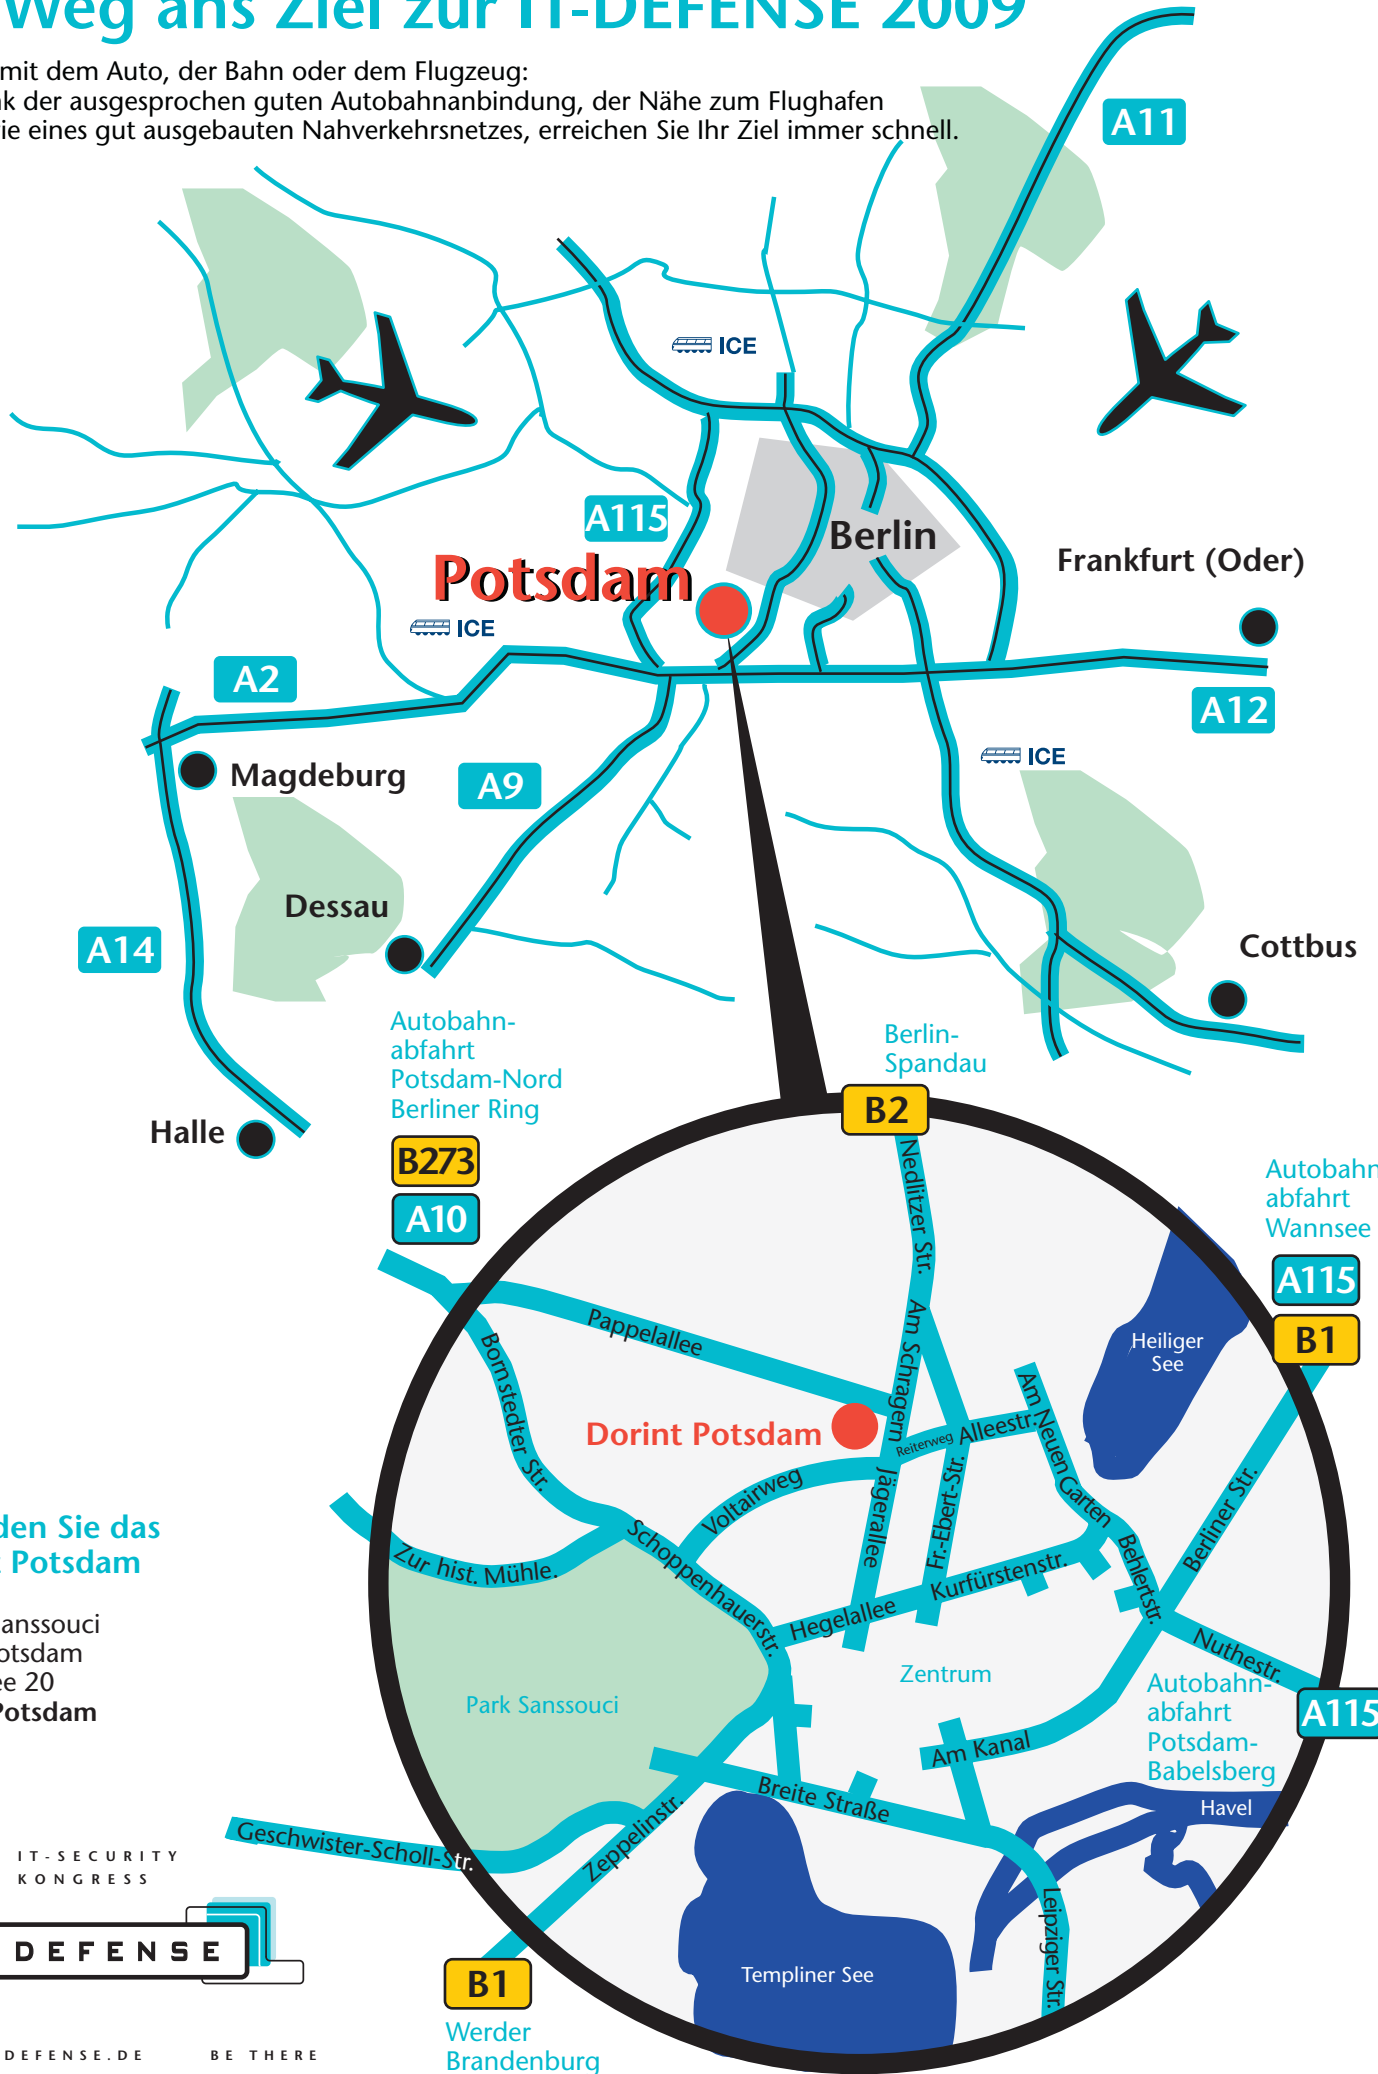 Weg ans Ziel zur IT-DEFENSE 2009
mit dem Auto, der Bahn oder dem Flugzeug:
der ausgesprochen guten Autobahnanbindung, der Nähe zum Flughafen
eines gut ausgebauten Nahverkehrsnetzes, erreichen Sie Ihr Ziel immer schnell.
A11
ICE
A115
Berlin
Potsdam
Frankfurt (Oder)
ICE
A2
A12
ICE
Magdeburg
A9
Dessau
A14
Cottbus
Halle
Autobahn-
abfahrt
Potsdam-Nord
Berliner Ring
B273
A10
Berlin-
Spandau
B2
Autobahn
abfahrt
Wannsee
A115
B1
Nedlitzer Str.
Am Schragern
Pappelallee
Bornstedter Str.
Heiliger
See
Dorint Potsdam
Reiterweg
Alleestr.
Am Neuen Garten
Voltairweg
Jägerallee
Fr.-Ebert-Str.
Berliner Str.
Zur hist. Mühle.
Schoppenhauerstr.
Hegelallee
Kurfürstenstr.
Behlertstr.
Nuthestr.
Zentrum
Park Sanssouci
Autobahn-
abfahrt
Potsdam-
Babelsberg
A115
Am Kanal
Breite Straße
Havel
Geschwister-Scholl-Str.
Zeppelinstr.
Leipziger Str.
Templiner See
B1
Werder
Brandenburg
Sie das
Potsdam
anssouci
otsdam
20
Potsdam
IT-SECURITY
KONGRESS
DEFENSE
DEFENSE.DE BE THERE